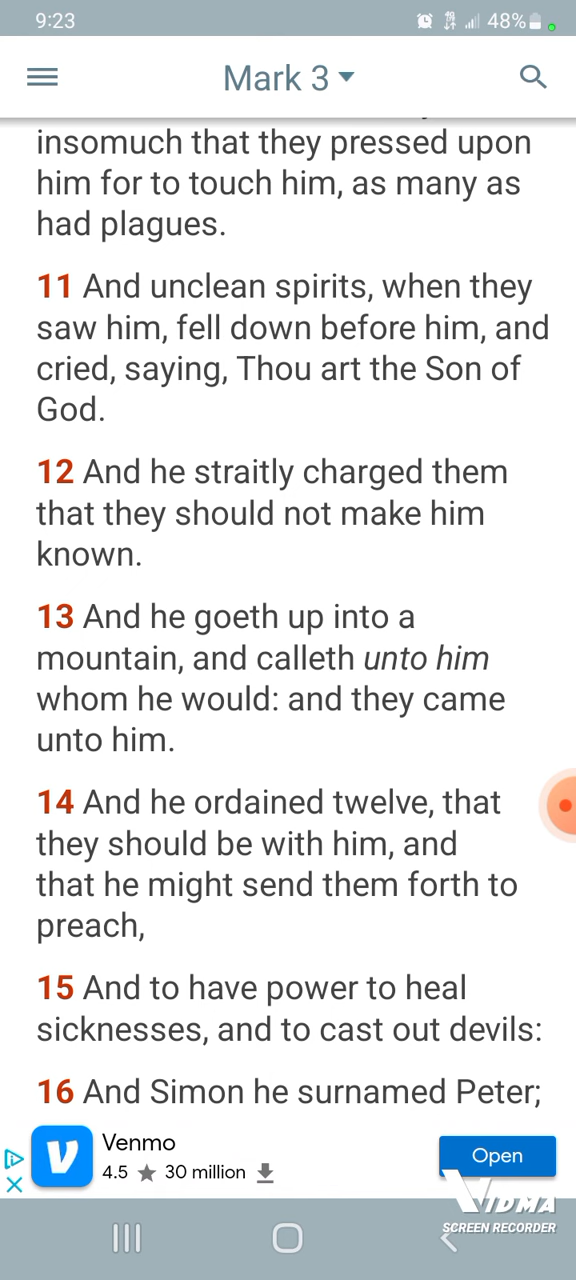 9:23
48%
Mark 3
insomuch that they pressed upon
him for to touch him, as many as
had plagues.
11 And unclean spirits, when they
saw him, fell down before him, and
cried, saying, Thou art the Son of
God.
12 And he straitly charged them
that they should not make him
known.
13 And he goeth up into a
mountain, and calleth unto him
whom he would: and they came
unto him.
14 And he ordained twelve, that
they should be with him, and
that he might send them forth to
preach,
15 And to have power to heal
sicknesses, and to cast out devils:
16 And Simon he surnamed Peter;
Venmo
4.5 ★ 30 million
Open
VIDMA
SCREEN RECORDER